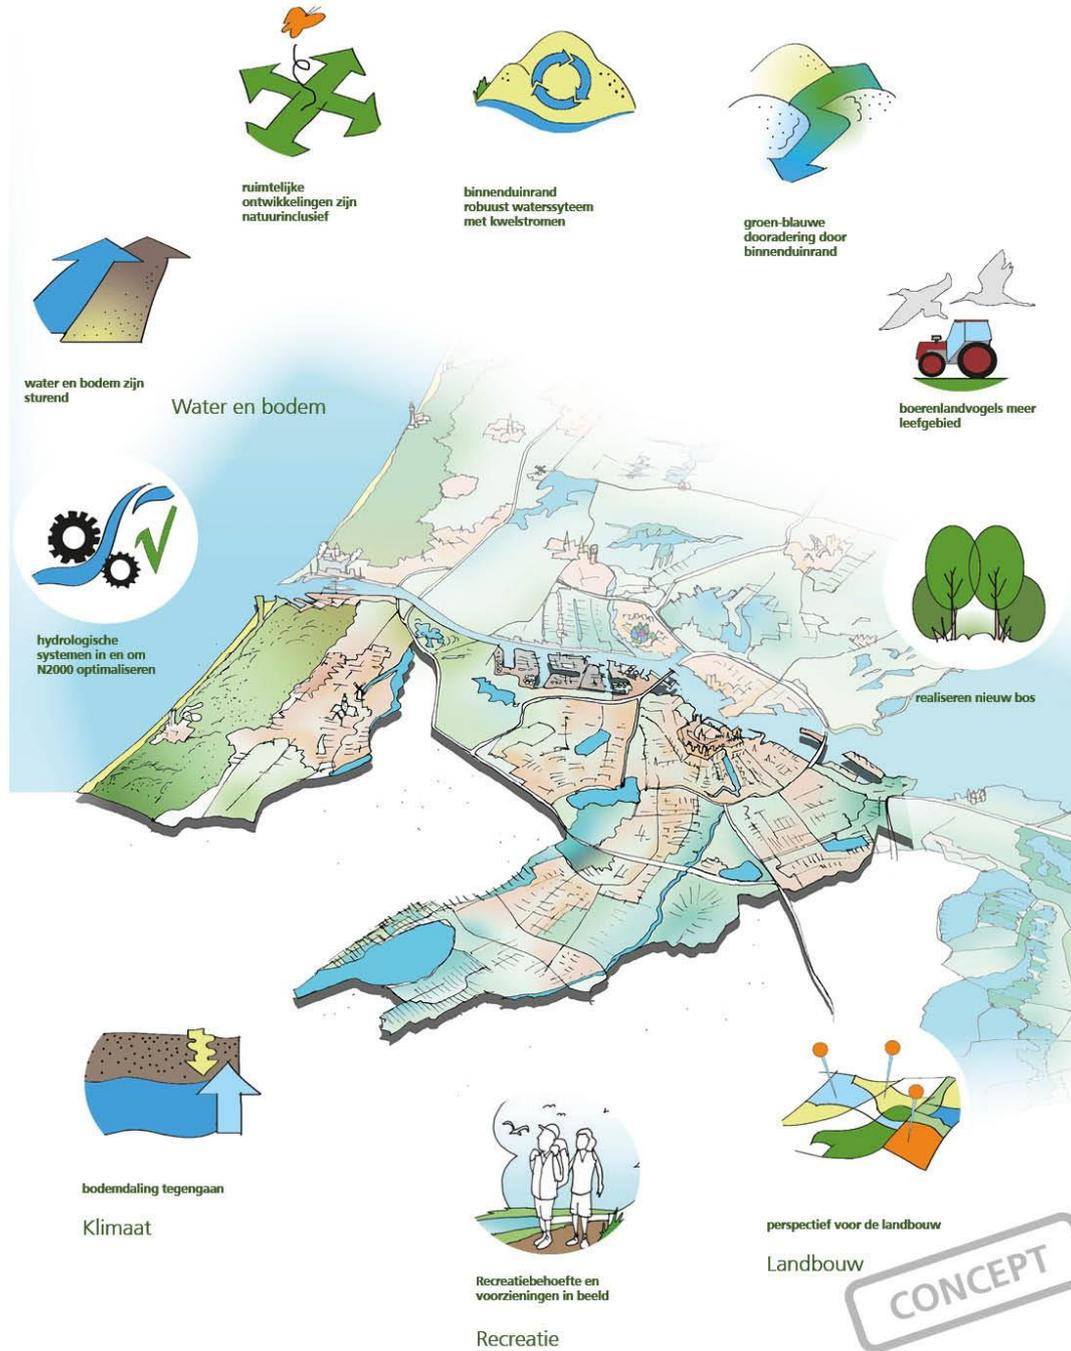 ruimtelijke
ontwikkelingen zijn
natuurinclusief
binnenduinrand
robuust waterssyteem
met kwelstromen
groen-blauwe
dooradering door
binnenduinrand
water en bodem zijn
sturend
Water en bodem
boerenlandvogels meer
leefgebied
hydrologische
systemen in en om
N2000 optimaliseren
realiseren nieuw bos
bodemdaling tegengaan
Klimaat
Recreatiebehoefte en
voorzieningen in beeld
Recreatie
perspectief voor de landbouw
Landbouw
CONCEPT